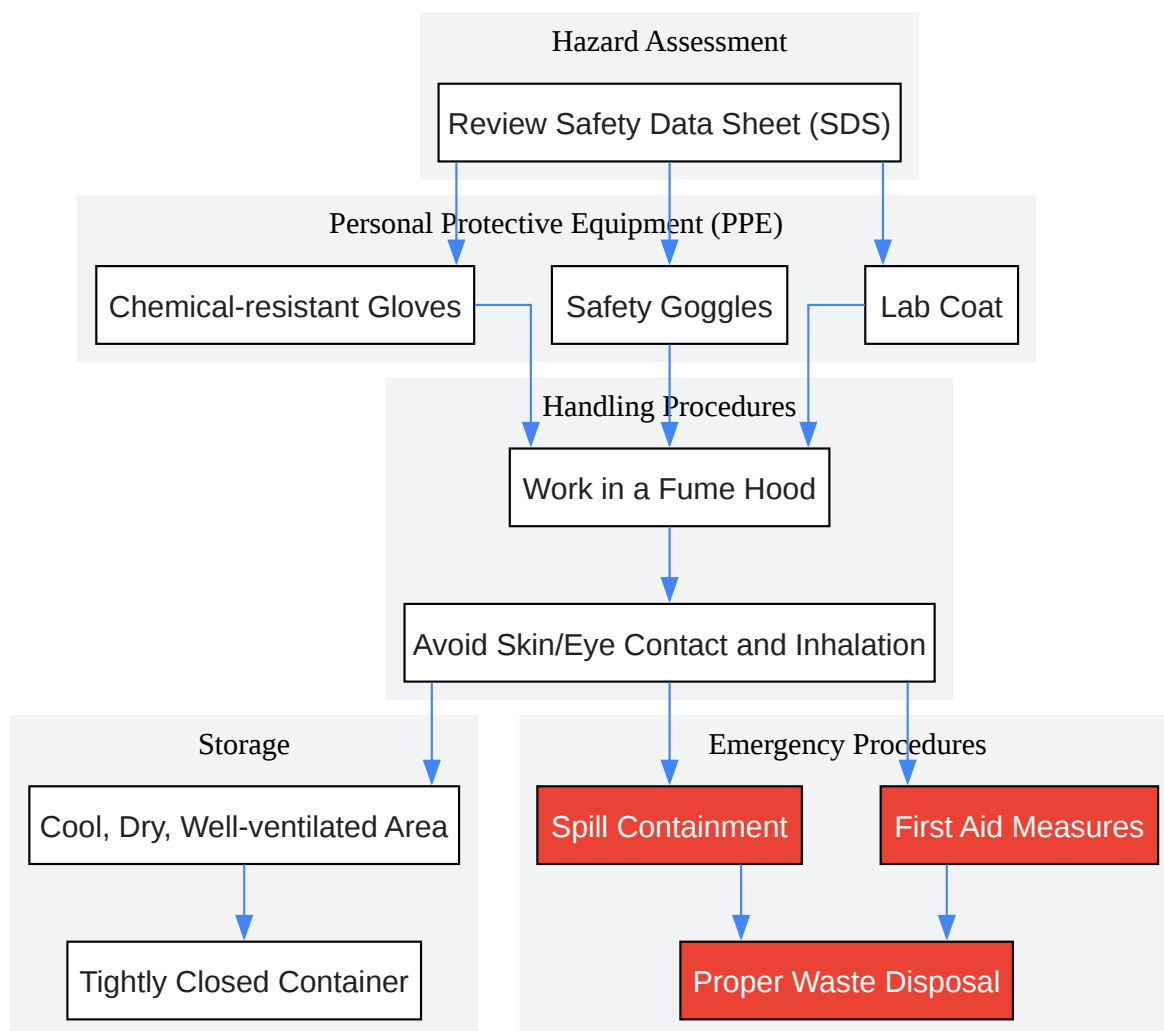 Hazard Assessment
Review Safety Data Sheet (SDS)
Personal Protective Equipment (PPE)
Chemical-resistant Gloves
Safety Goggles
Lab Coat
Handling Procedures
Work in a Fume Hood
Avoid Skin/Eye Contact and Inhalation
Storage
Cool, Dry, Well-ventilated Area
Tightly Closed Container
Emergency Procedures
Spill Containment
First Aid Measures
Proper Waste Disposal